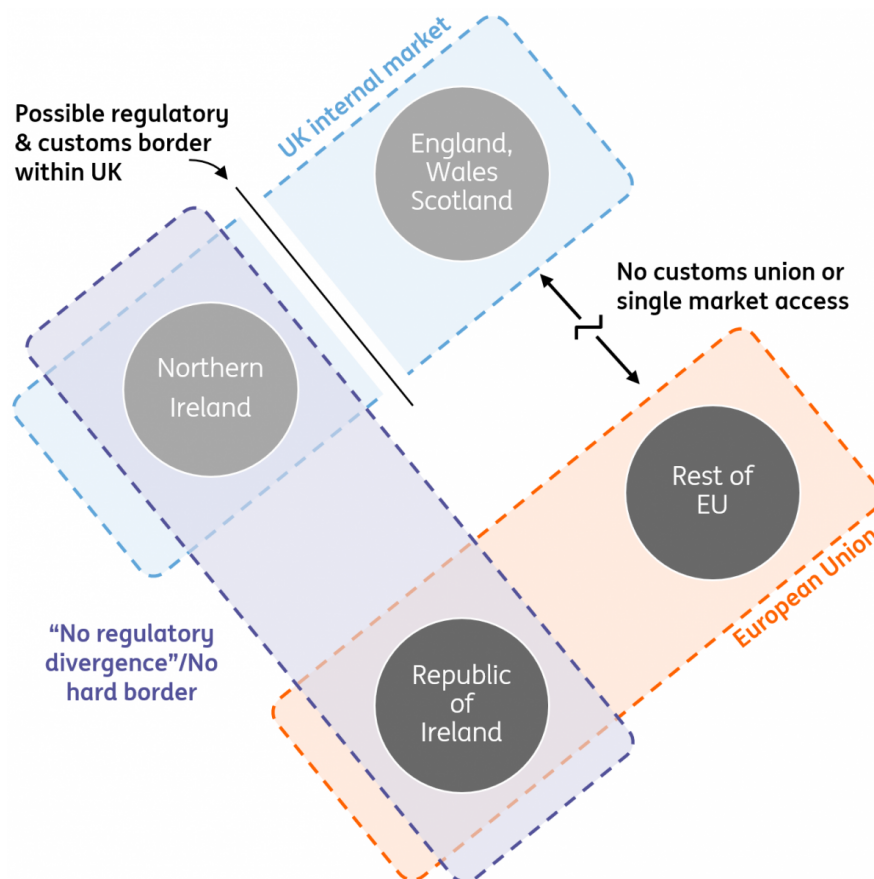 UK internal market
Possible regulatory
& customs border
within UK
England,
Wales
Scotland
No customs union or
single market access
Northern
Ireland
Rest of
EU
European Union
“No regulatory
divergence”/No
hard border
Republic
of
Ireland